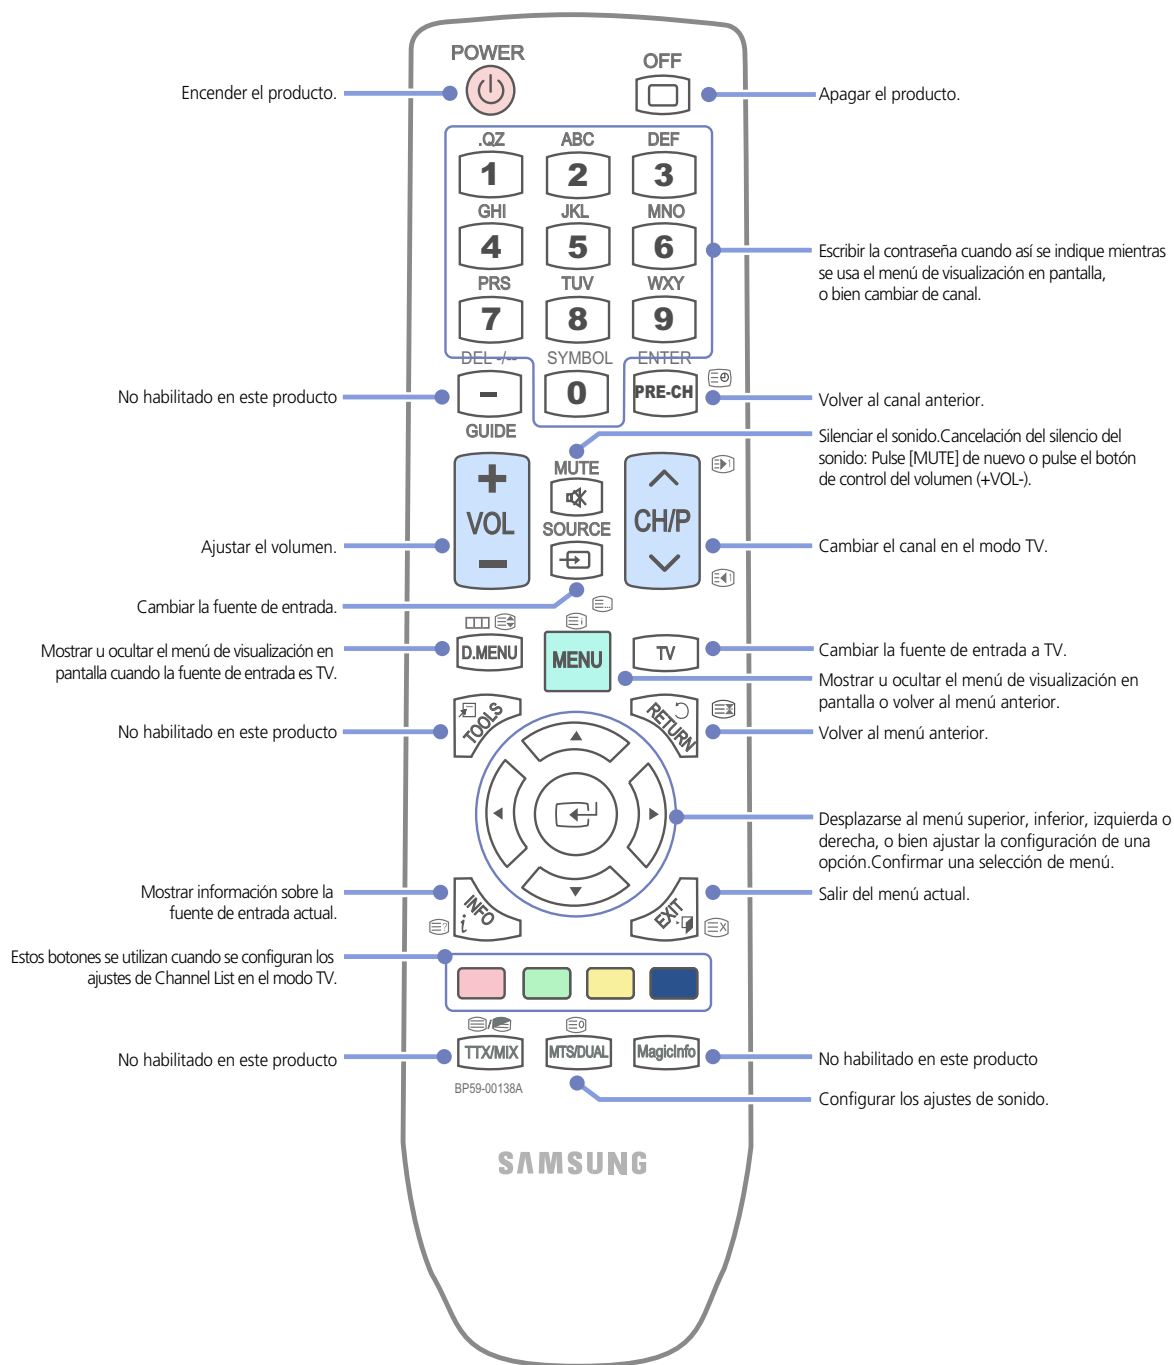 POWER
OFF
Encender el producto.
Apagar el producto.
.QZ ABC DEF
1 2 3
GHI JKL MNO
4 5 6
Escribir la contraseña cuando así se indique mientras
se usa el menú de visualización en pantalla,
o bien cambiar de canal.
PRS TUV WXY
7 8 9
DEL -/-- SYMBOL ENTER
- 0 PRE-CH
No habilitado en este producto
Volver al canal anterior.
GUIDE
Silenciar el sonido.Cancelación del silencio del
sonido: Pulse [MUTE] de nuevo o pulse el botón
de control del volumen (+VOL-).
MUTE
+
VOL
-
SOURCE
CH/P
Ajustar el volumen.
Cambiar el canal en el modo TV.
Cambiar la fuente de entrada.
Mostrar u ocultar el menú de visualización en
pantalla cuando la fuente de entrada es TV.
D.MENU MENU TV
Cambiar la fuente de entrada a TV.
Mostrar u ocultar el menú de visualización en
pantalla o volver al menú anterior.
No habilitado en este producto
TOOLS RETURN
Volver al menú anterior.
Desplazarse al menú superior, inferior, izquierda o
derecha, o bien ajustar la configuración de una
opción.Confirmar una selección de menú.
Mostrar información sobre la
fuente de entrada actual.
INFO
i
EXIT
Salir del menú actual.
Estos botones se utilizan cuando se configuran los
ajustes de Channel List en el modo TV.
No habilitado en este producto
TTX/MIX MTS/DUAL MagicInfo
No habilitado en este producto
BP59-00138A
Configurar los ajustes de sonido.
SAMSUNG